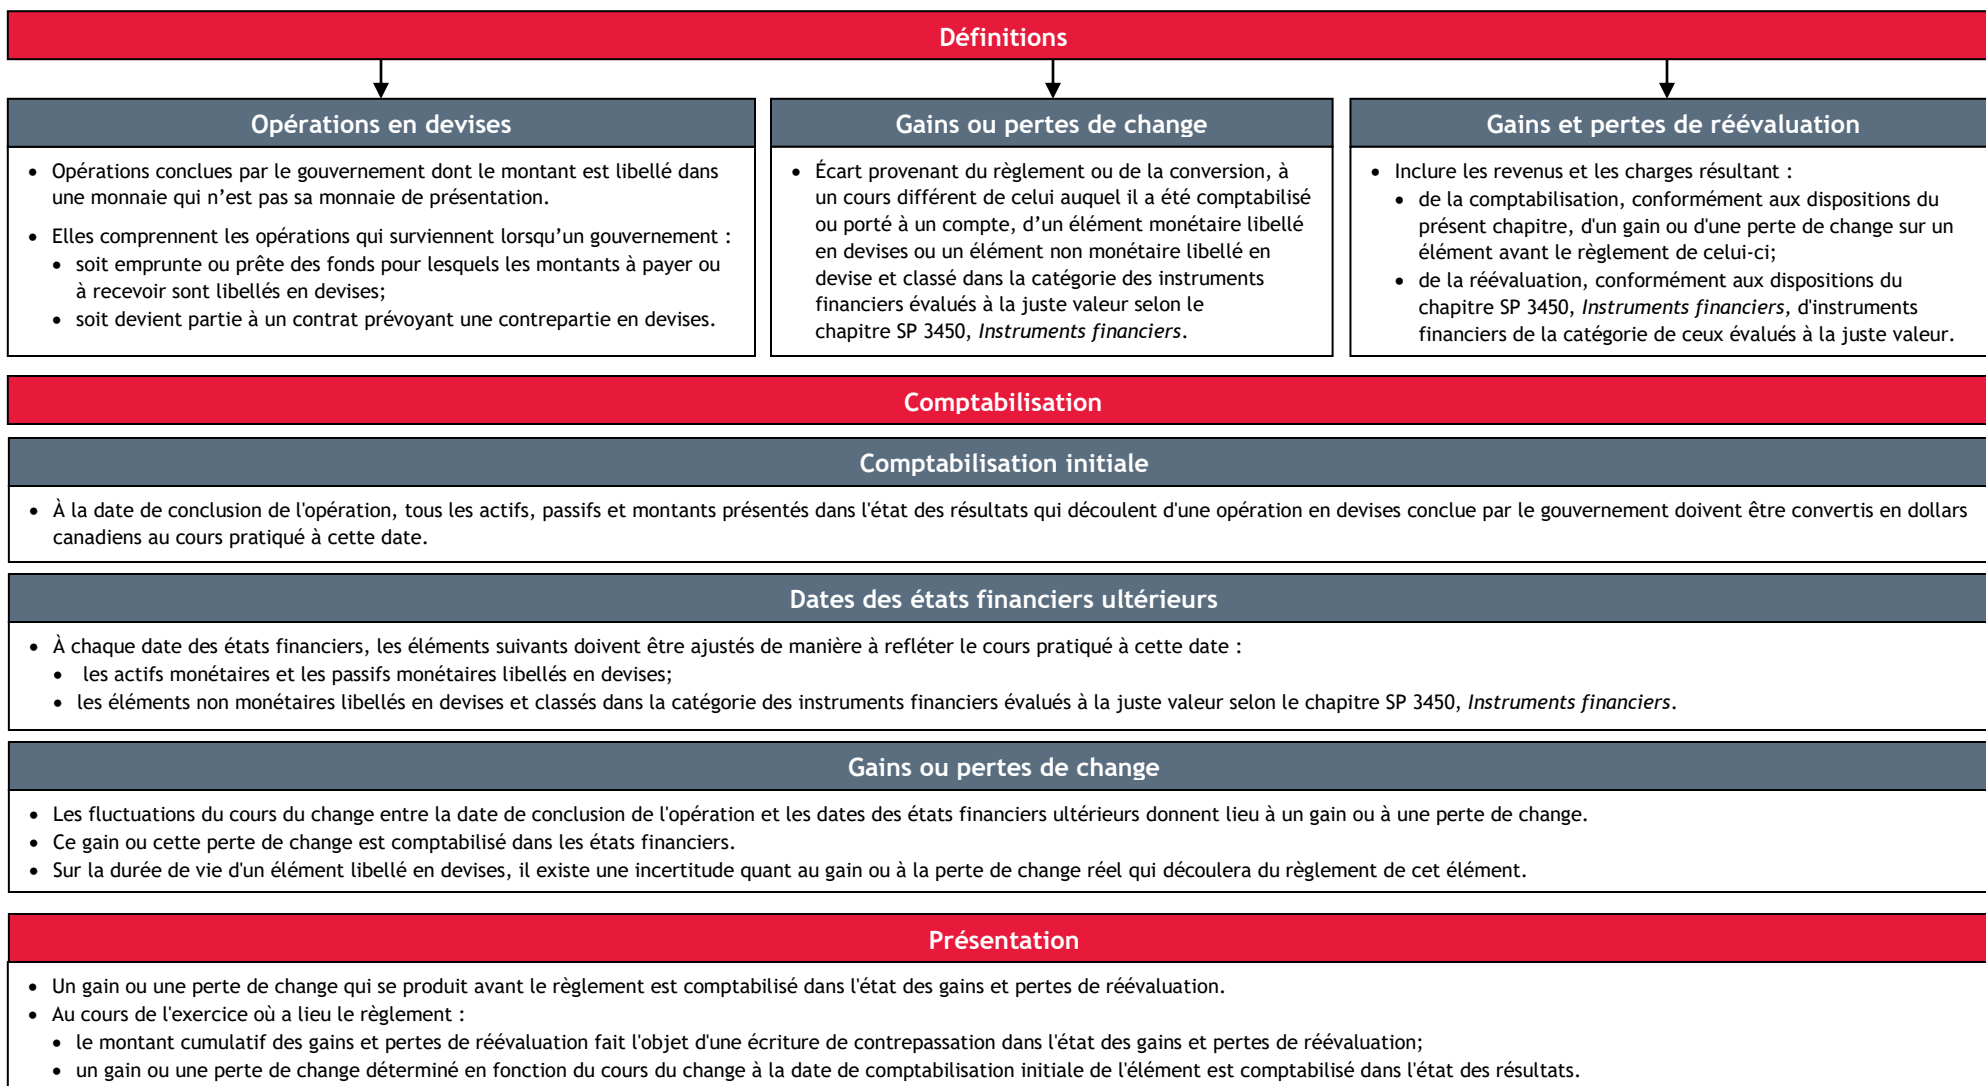 Définitions
Opérations en devises
• Opérations conclues par le gouvernement dont le montant est libellé dans
une monnaie qui n’est pas sa monnaie de présentation.
• Elles comprennent les opérations qui surviennent lorsqu’un gouvernement :
• soit emprunte ou prête des fonds pour lesquels les montants à payer ou
à recevoir sont libellés en devises;
• soit devient partie à un contrat prévoyant une contrepartie en devises.
Gains ou pertes de change
• Écart provenant du règlement ou de la conversion, à
un cours différent de celui auquel il a été comptabilisé
ou porté à un compte, d’un élément monétaire libellé
en devises ou un élément non monétaire libellé en
devise et classé dans la catégorie des instruments
financiers évalués à la juste valeur selon le
chapitre SP 3450, Instruments financiers.
Gains et pertes de réévaluation
• Inclure les revenus et les charges résultant :
• de la comptabilisation, conformément aux dispositions du
présent chapitre, d'un gain ou d'une perte de change sur un
élément avant le règlement de celui-ci;
• de la réévaluation, conformément aux dispositions du
chapitre SP 3450, Instruments financiers, d'instruments
financiers de la catégorie de ceux évalués à la juste valeur.
Comptabilisation
Comptabilisation initiale
• À la date de conclusion de l'opération, tous les actifs, passifs et montants présentés dans l'état des résultats qui découlent d'une opération en devises conclue par le gouvernement doivent être convertis en dollars
canadiens au cours pratiqué à cette date.
Dates des états financiers ultérieurs
• À chaque date des états financiers, les éléments suivants doivent être ajustés de manière à refléter le cours pratiqué à cette date :
• les actifs monétaires et les passifs monétaires libellés en devises;
• les éléments non monétaires libellés en devises et classés dans la catégorie des instruments financiers évalués à la juste valeur selon le chapitre SP 3450, Instruments financiers.
Gains ou pertes de change
• Les fluctuations du cours du change entre la date de conclusion de l'opération et les dates des états financiers ultérieurs donnent lieu à un gain ou à une perte de change.
• Ce gain ou cette perte de change est comptabilisé dans les états financiers.
• Sur la durée de vie d'un élément libellé en devises, il existe une incertitude quant au gain ou à la perte de change réel qui découlera du règlement de cet élément.
Présentation
• Un gain ou une perte de change qui se produit avant le règlement est comptabilisé dans l'état des gains et pertes de réévaluation.
• Au cours de l'exercice où a lieu le règlement :
• le montant cumulatif des gains et pertes de réévaluation fait l'objet d'une écriture de contrepassation dans l'état des gains et pertes de réévaluation;
• un gain ou une perte de change déterminé en fonction du cours du change à la date de comptabilisation initiale de l'élément est comptabilisé dans l'état des résultats.